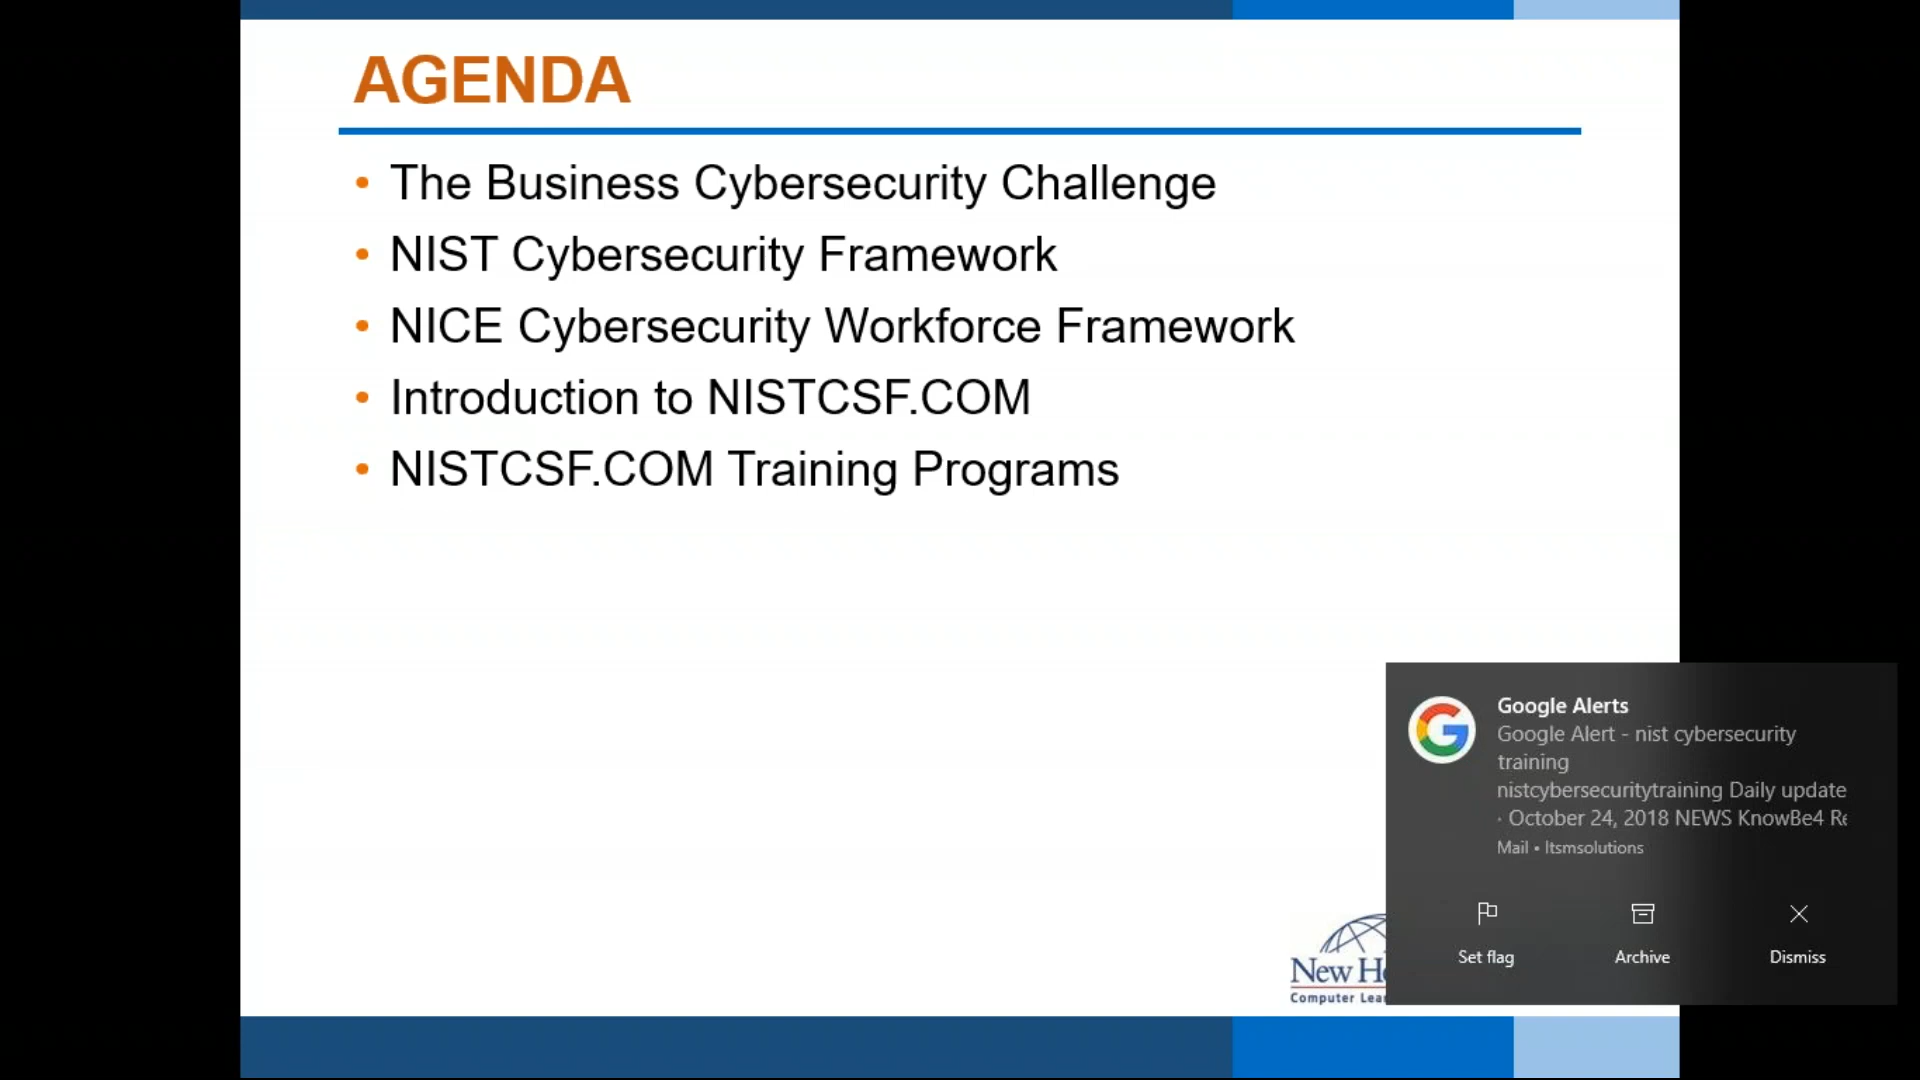 AGENDA
• The Business Cybersecurity Challenge
• NIST Cybersecurity Framework
• NICE Cybersecurity Workforce Framework
• Introduction to NISTCSF.COM
• NISTCSF.COM Training Programs
Google Alerts
Google Alert - nist cybersecurity
training
nistcybersecuritytraining Daily update
· October 24, 2018 NEWS KnowBe4
Mail • Itsmsolutions
Set flag
Archive
Dismiss
New
Computer